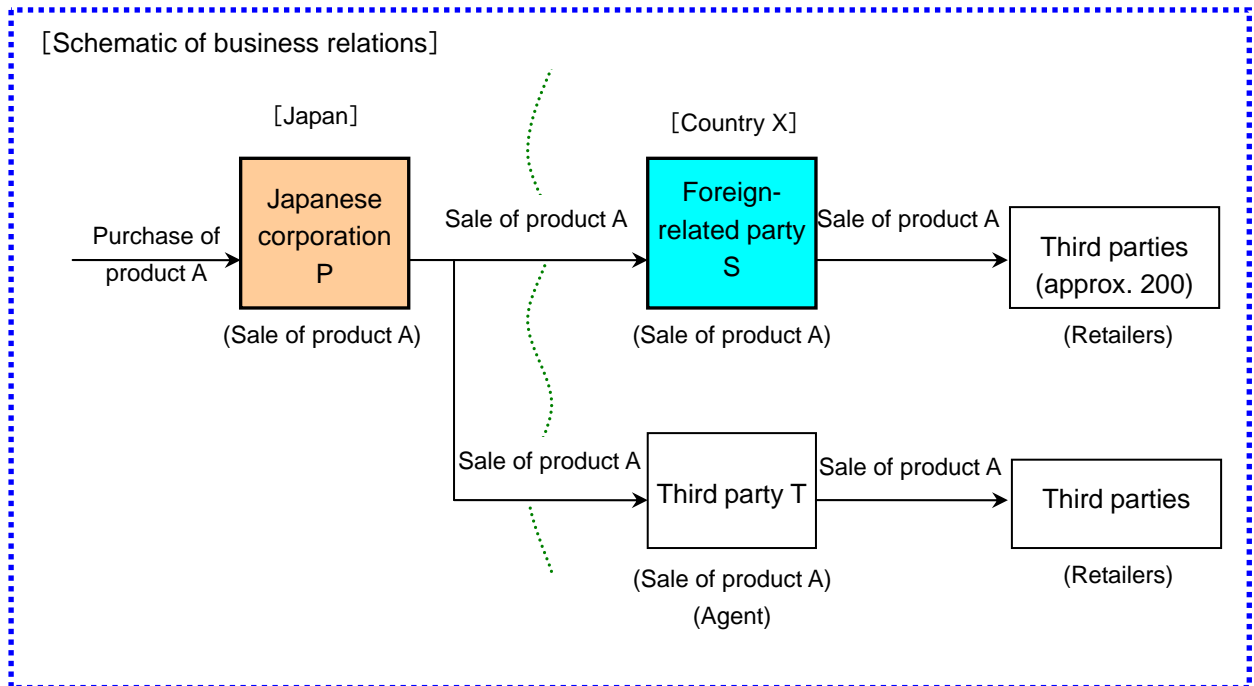 ［Schematic of business relations］
［Japan］
［Country X］
Purchase of
product A
Japanese
corporation
P
(Sale of product A)
Sale of product A
Foreign-
related party
S
(Sale of product A)
Sale of product A
Third parties
(approx. 200)
(Retailers)
Sale of product A
Third party T
(Sale of product A)
(Agent)
Sale of product A
Third parties
(Retailers)